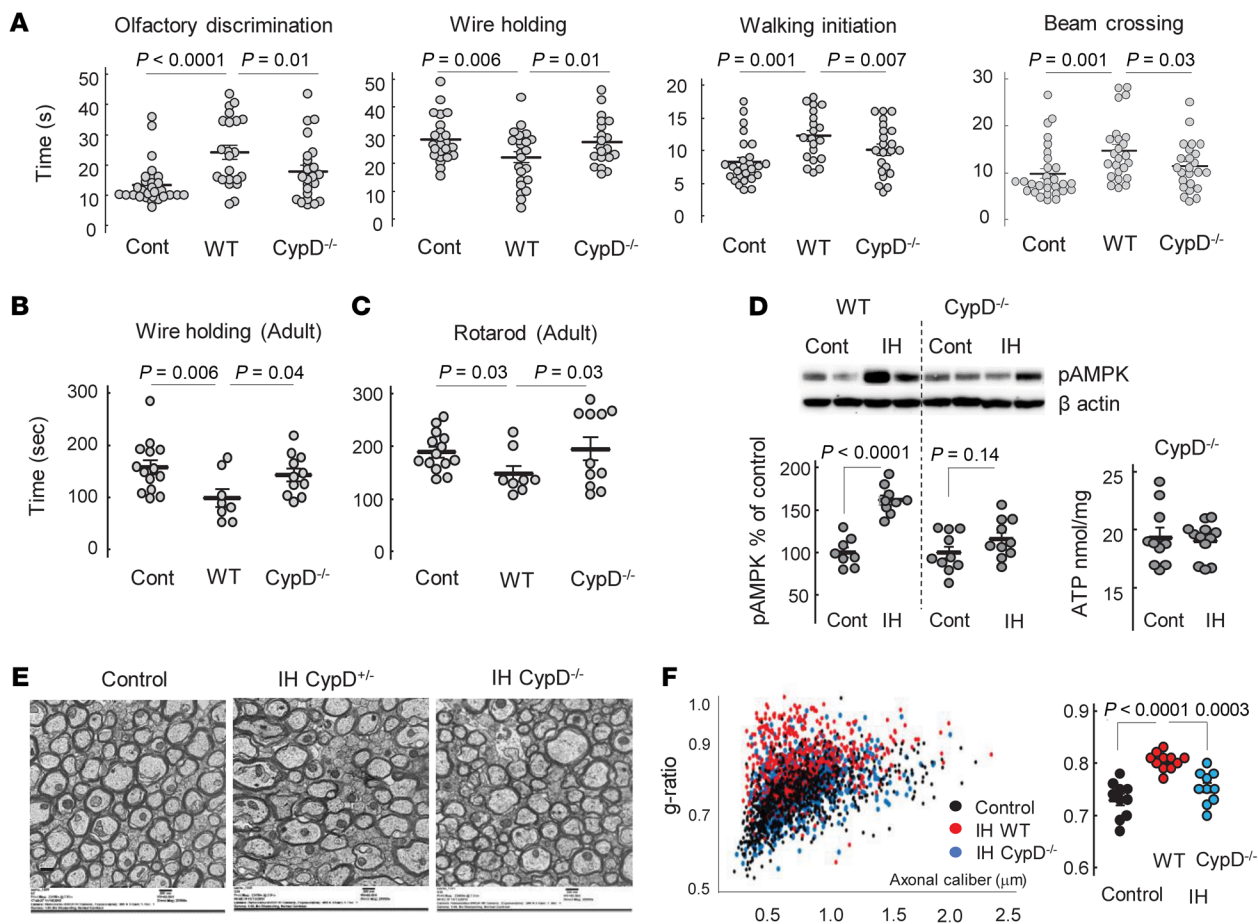 A
Olfactory discrimination
Wire holding
Walking initiation
Beam crossing
P < 0.0001 P = 0.01
P = 0.006 P = 0.01
P = 0.001 P = 0.007
P = 0.001 P = 0.03
Time (s)
50
40
30
20
10
0
50
40
30
20
10
0
20
15
10
5
0
30
20
10
0
Cont WT CypD-/-
Cont WT CypD-/-
Cont WT CypD-/-
Cont WT CypD-/-
B
Wire holding (Adult)
P = 0.006 P = 0.04
Time (sec)
300
200
100
0
Cont WT CypD-/-
C
Rotarod (Adult)
P = 0.03 P = 0.03
300
200
100
0
Cont WT CypD-/-
D
WT CypD-/-
Cont IH Cont IH
pAMPK
β actin
P < 0.0001 P = 0.14
pAMPK % of control
200
150
100
50
Cont IH Cont IH
CypD-/-
ATP nmol/mg
25
20
15
Cont IH
E
Control
IH CypD+/-
IH CypD-/-
F
g-ratio
1.0
0.9
0.7
0.5
Control
IH WT
IH CypD-/-
Axonal caliber (μm)
0.5 1.0 1.5 2.0 2.5
P < 0.0001 0.0003
0.9
0.8
0.7
0.6
WT CypD-/-
Control IH